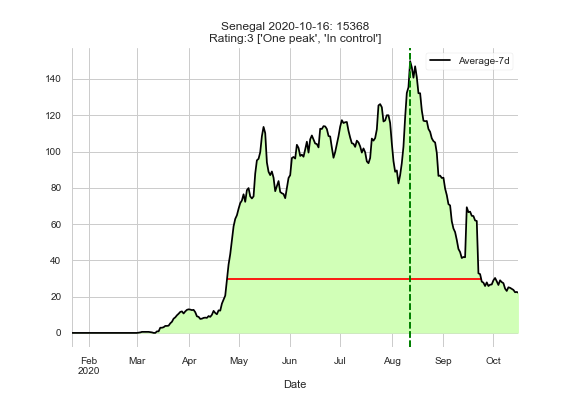 Senegal 2020-10-16: 15368
Rating:3 ['One peak', 'In control']
Average-7d
140
120
100
80
60
40
20
0
Feb Mar Apr May Jun Jul Aug Sep Oct
2020
Date